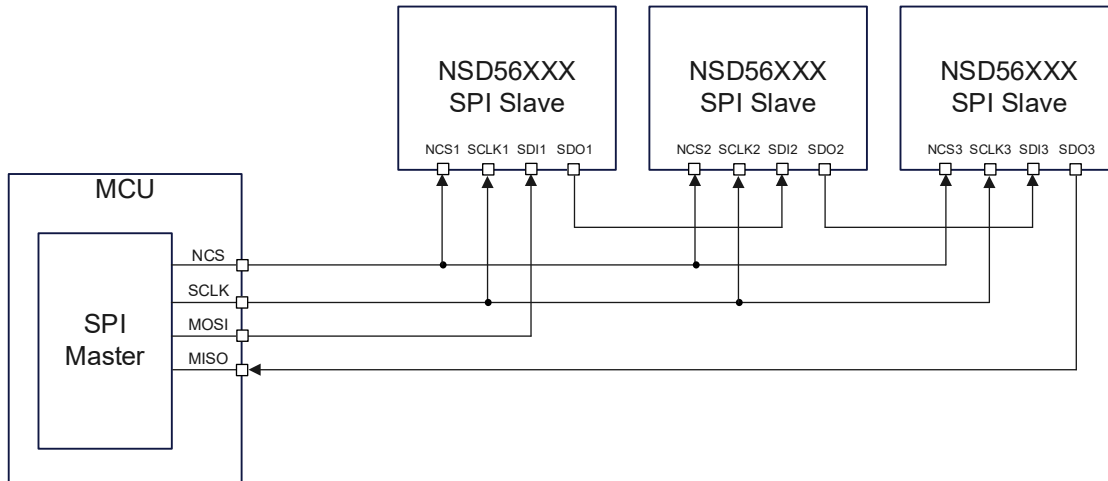 NSD56XXX
SPI Slave
NSD56XXX
SPI Slave
NSD56XXX
SPI Slave
NCS1 SCLK1 SDI1 SDO1
NCS2 SCLK2 SDI2 SDO2
NCS3 SCLK3 SDI3 SDO3
MCU
SPI
Master
NCS
SCLK
MOSI
MISO